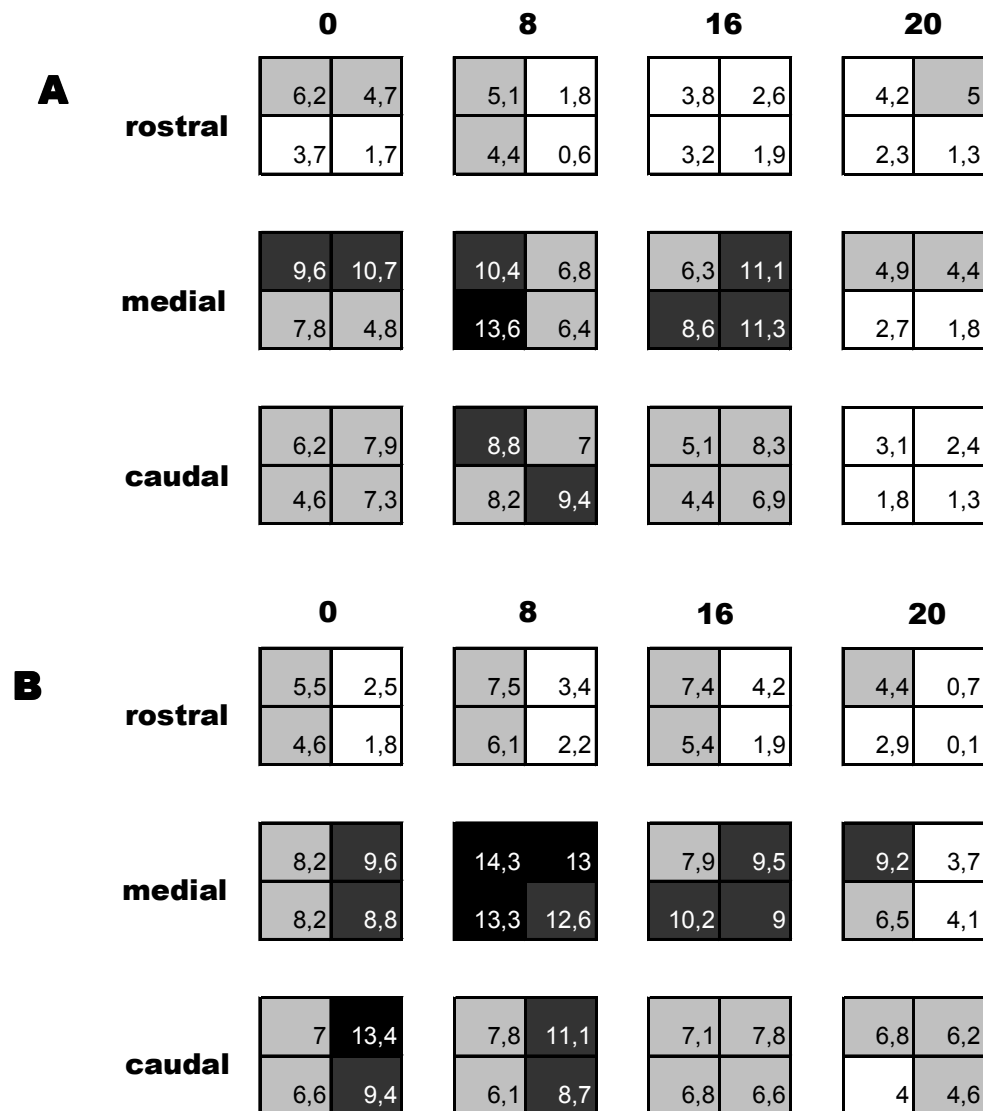 0 8 16 20
A
6,2 4,7 5,1 1,8 3,8 2,6 4,2 5
rostral
3,7 1,7 4,4 0,6 3,2 1,9 2,3 1,3
9,6 10,7 10,4 6,8 6,3 11,1 4,9 4,4
medial
7,8 4,8 13,6 6,4 8,6 11,3 2,7 1,8
6,2 7,9 8,8 7 5,1 8,3 3,1 2,4
caudal
4,6 7,3 8,2 9,4 4,4 6,9 1,8 1,3
0 8 16 20
B
5,5 2,5 7,5 3,4 7,4 4,2 4,4 0,7
rostral
4,6 1,8 6,1 2,2 5,4 1,9 2,9 0,1
8,2 9,6 14,3 13 7,9 9,5 9,2 3,7
medial
8,2 8,8 13,3 12,6 10,2 9 6,5 4,1
7 13,4 7,8 11,1 7,1 7,8 6,8 6,2
caudal
6,6 9,4 6,1 8,7 6,8 6,6 4 4,6